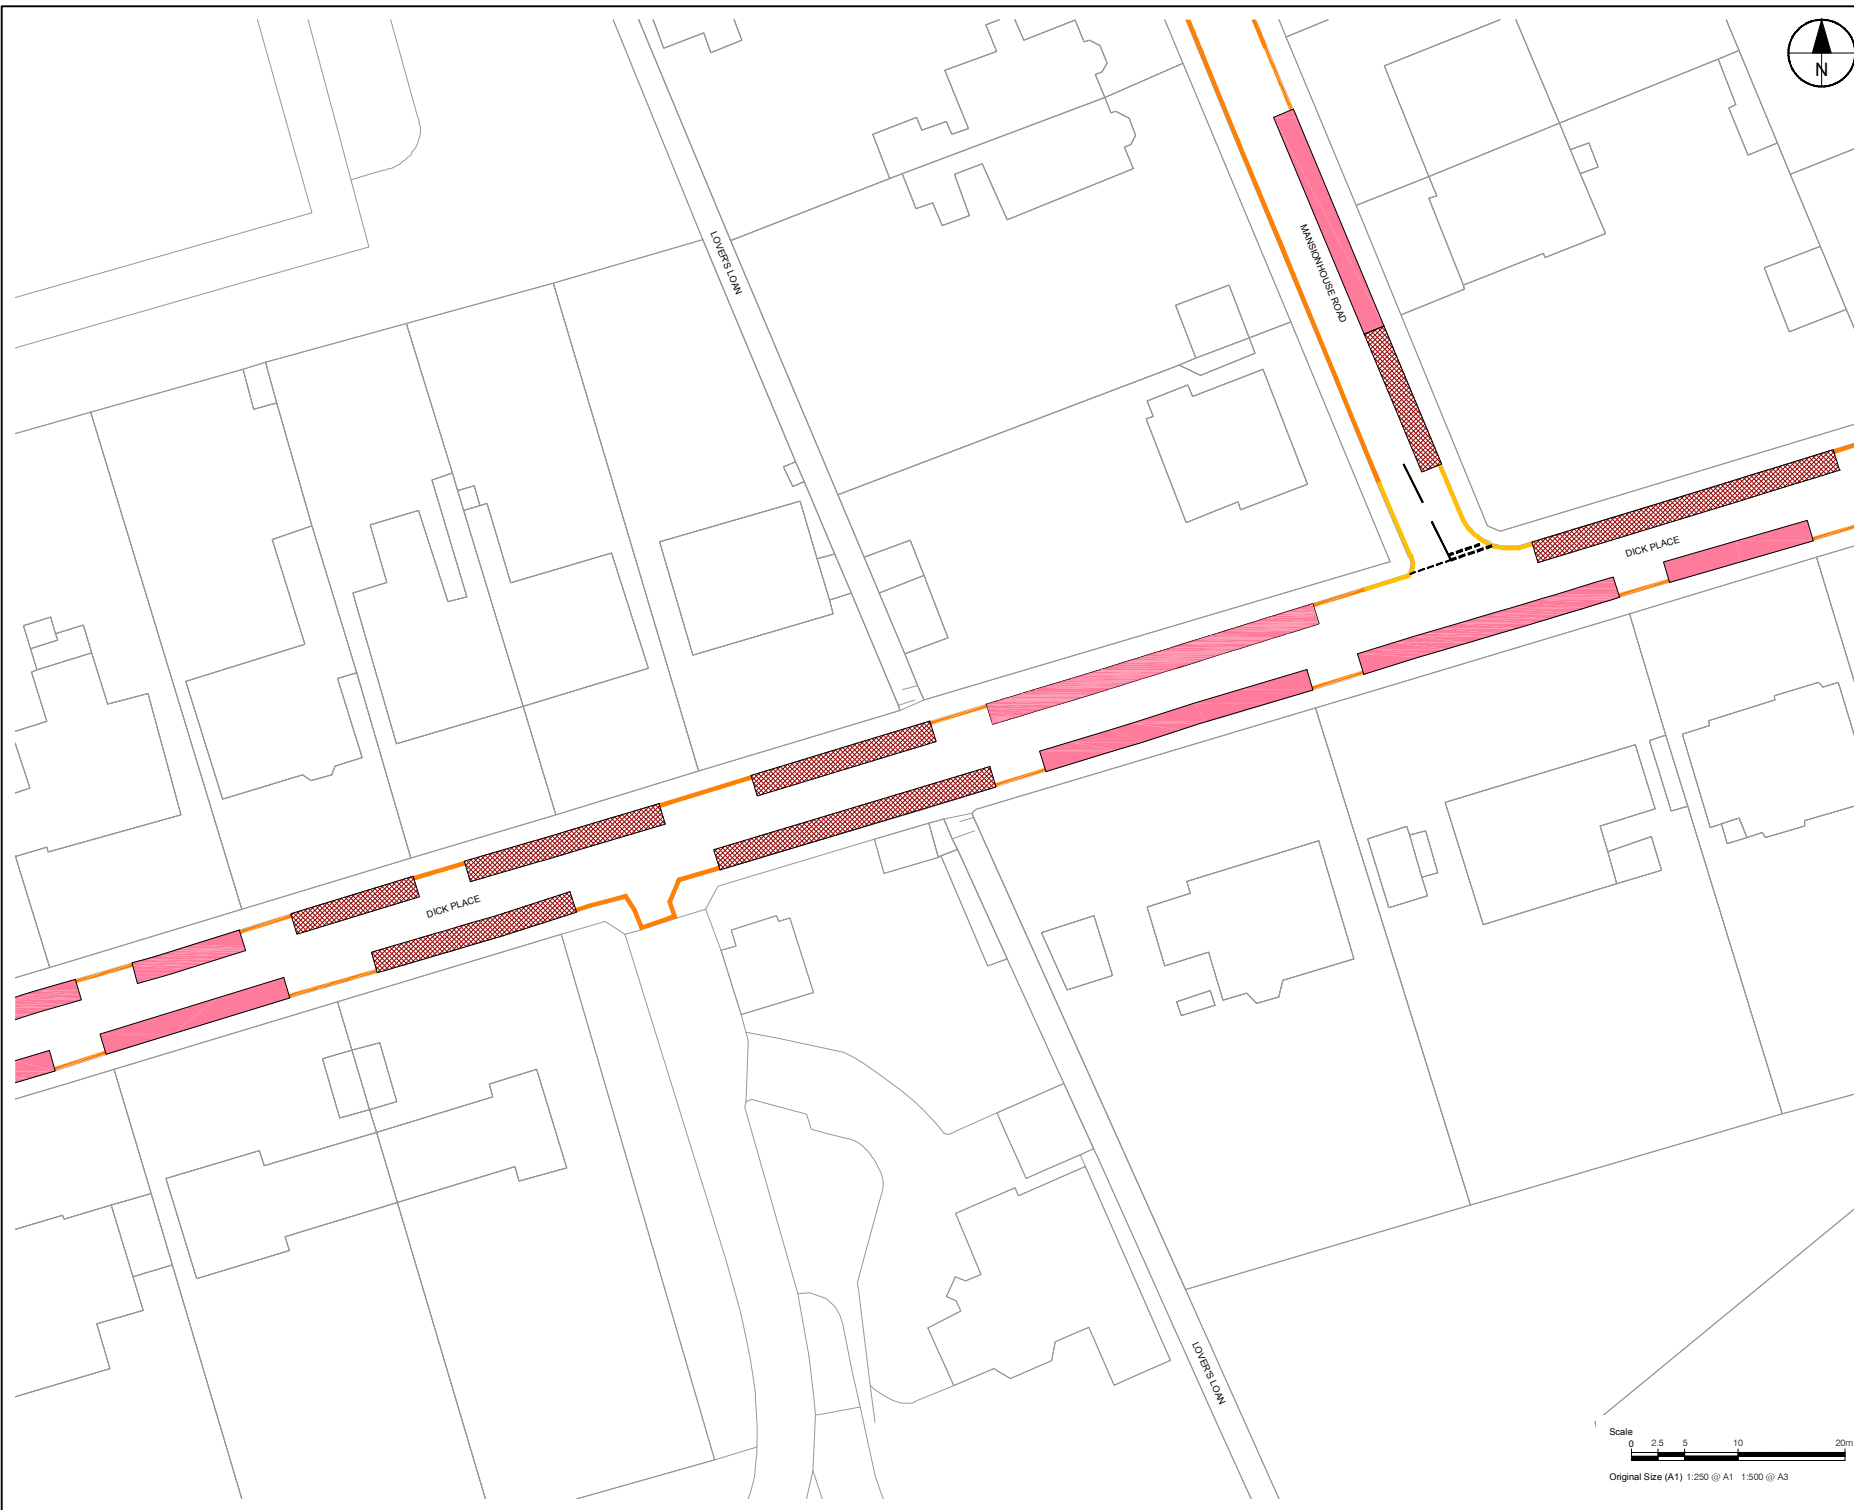 N
LOVER'S LOAN
MANSIONHOUSE ROAD
DICK PLACE
DICK PLACE
LOVER'S LOAN
Scale
0 2.5 5 10 20m
Original Size (A1) 1:250 @ A1 1:500 @ A3